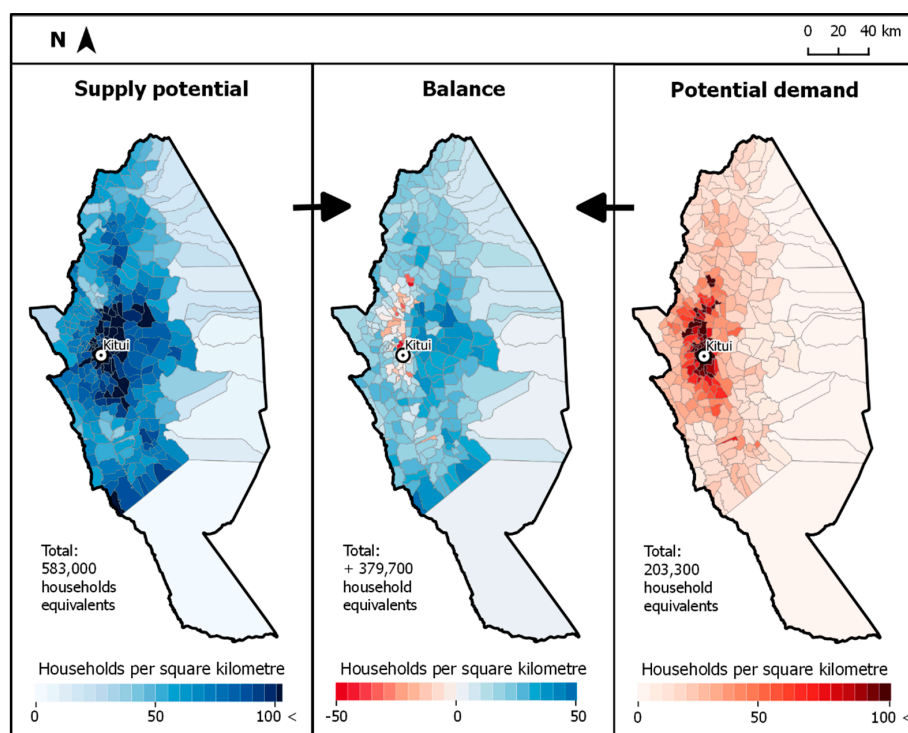 N
0 20 40 km
Supply potential
Balance
Potential demand
Kitui
Kitui
Kitui
Total:
583,000
households
equivalents
Total:
+ 379,700
household
equivalents
Total:
203,300
household
equivalents
Households per square kilometre
0 50 100 <
Households per square kilometre
-50 0 50
Households per square kilometre
0 50 100 <